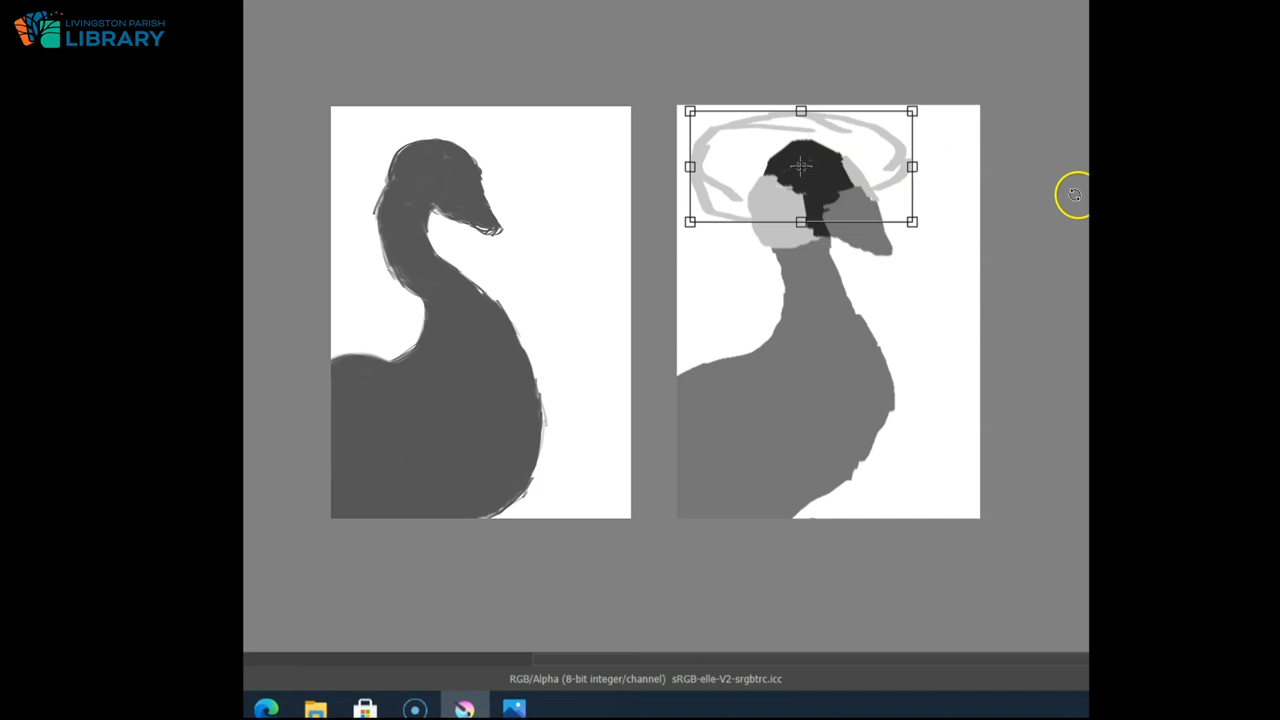 LIVINGSTON PARISH
LIBRARY
RGB/Alpha (8-bit integer/channel) sRGB-elle-V2-srgbtrc.icc